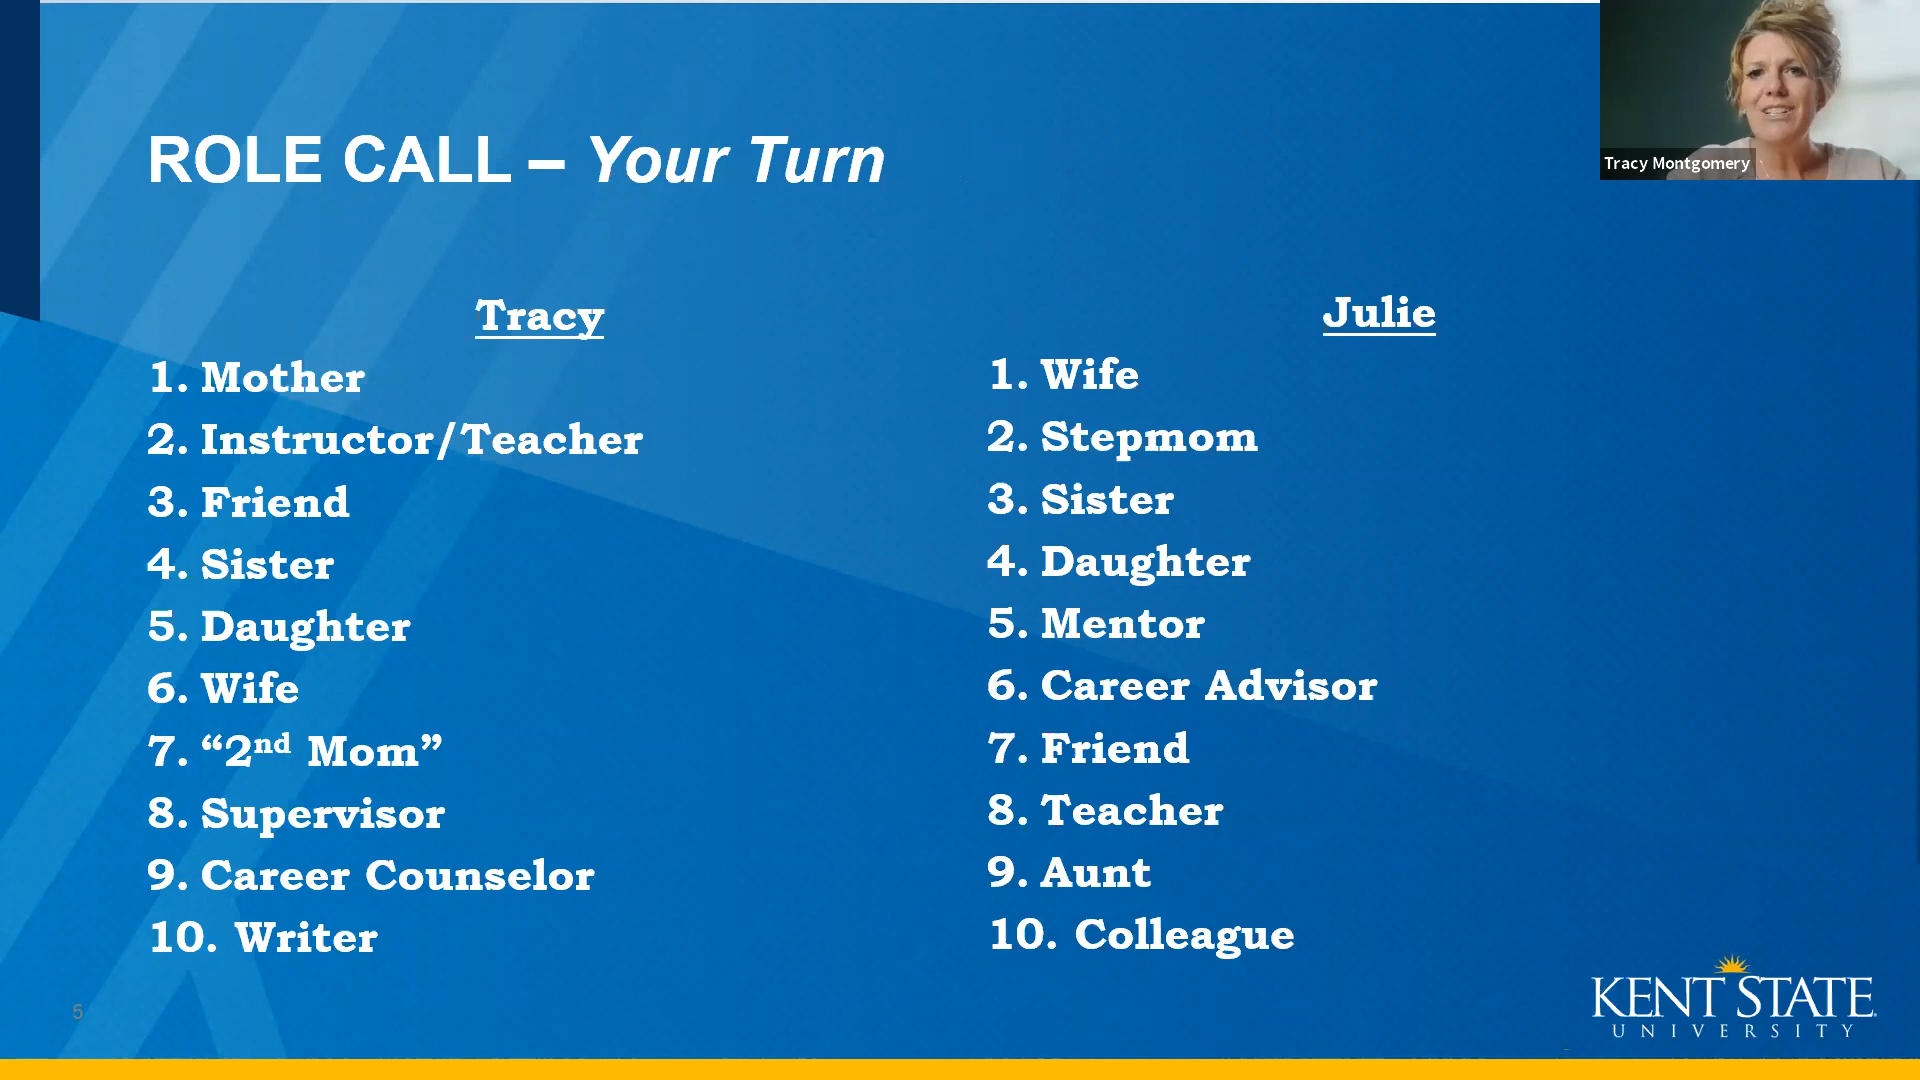 ROLE CALL – Your Turn
Tracy Montgomery
Tracy
1. Mother
2. Instructor/Teacher
3. Friend
4. Sister
5. Daughter
6. Wife
7. “2nd Mom”
8. Supervisor
9. Career Counselor
10. Writer
Julie
1. Wife
2. Stepmom
3. Sister
4. Daughter
5. Mentor
6. Career Advisor
7. Friend
8. Teacher
9. Aunt
10. Colleague
5
KENT STATE
UNIVERSITY